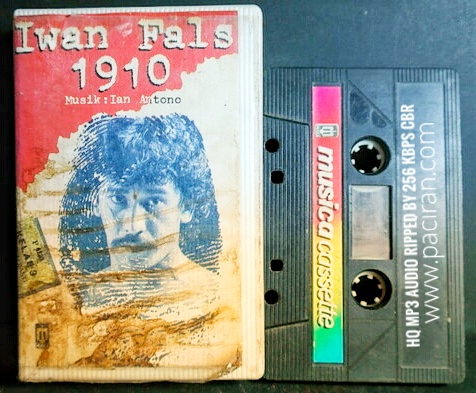 Iwan Fals
1910
Musik:Ian Antono
musica cassette
HQ MP3 AUDIO RIPPED BY 256 KBPS CBR
www.paciran.com